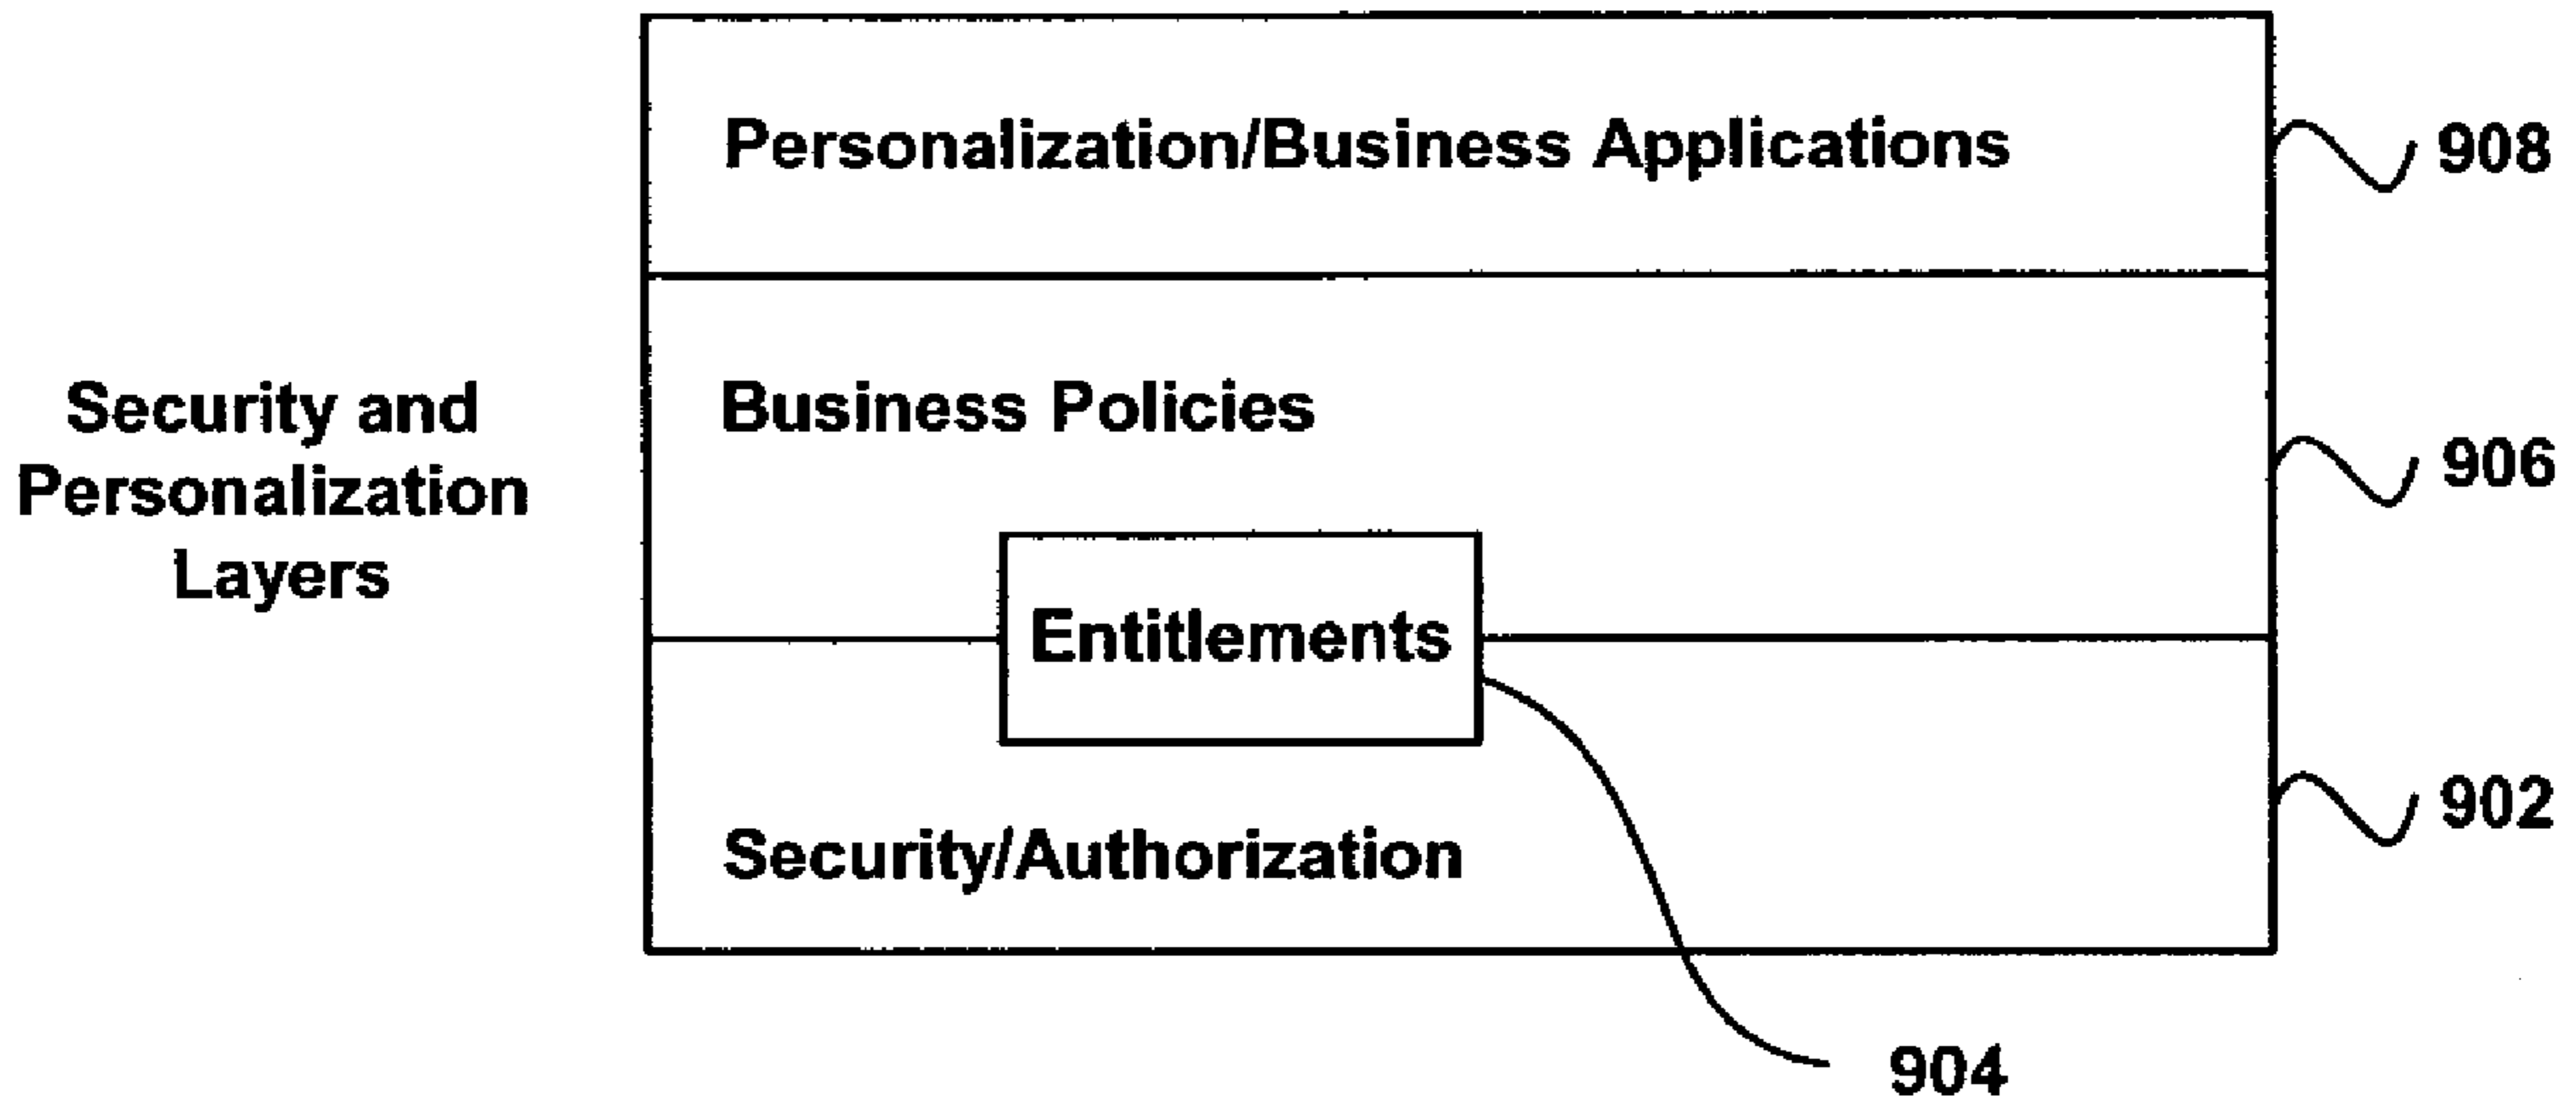 Personalization/Business Applications
908
Security and
Personalization
Layers
Business Policies
906
Entitlements
902
Security/Authorization
904